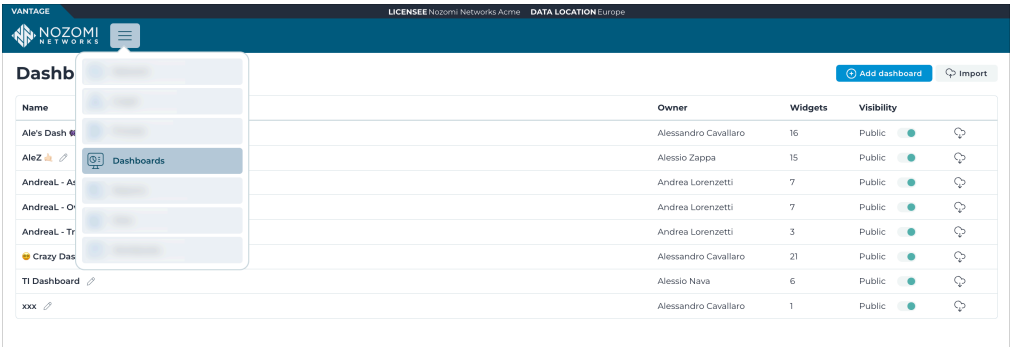 VANTAGE
LICENSEE Nozomi Networks Acme DATA LOCATION Europe
NOZOMI
NETWORKS
Dashb
Add dashboard Import
Name Owner Widgets Visibility
Ale's Dash Alessandro Cavallaro 16 Public
AleZ Alessio Zappa 15 Public
Dashboards
AndreaL - As Andrea Lorenzetti 7 Public
AndreaL - Ov Andrea Lorenzetti 7 Public
AndreaL - Tr Andrea Lorenzetti 3 Public
Crazy Das Alessandro Cavallaro 21 Public
TI Dashboard Alessio Nava 6 Public
xxx Alessandro Cavallaro 1 Public